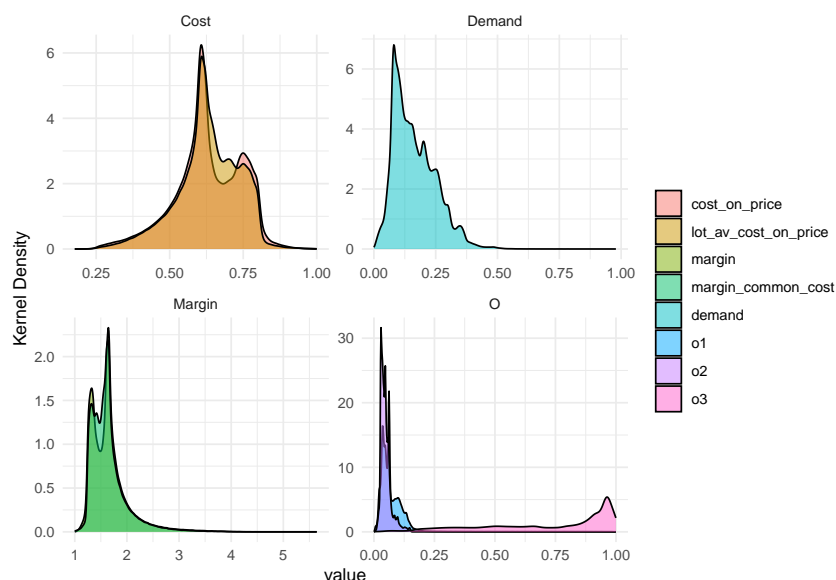 Cost
Demand
6
4
2
0
0.25 0.50 0.75 1.00
6
4
2
0
0.00 0.25 0.50 0.75 1.00
Kernel Density
Margin
O
2.0
1.5
1.0
0.5
0.0
1 2 3 4 5
30
20
10
0
0.00 0.25 0.50 0.75 1.00
value
cost_on_price
lot_av_cost_on_price
margin
margin_common_cost
demand
o1
o2
o3